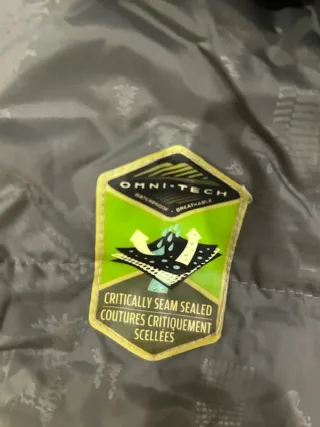 OMNI-TECH
WATERPROOF • BREATHABLE
CRITICALLY SEAM SEALED
COUTURES CRITIQUEMENT
SCELLÉES